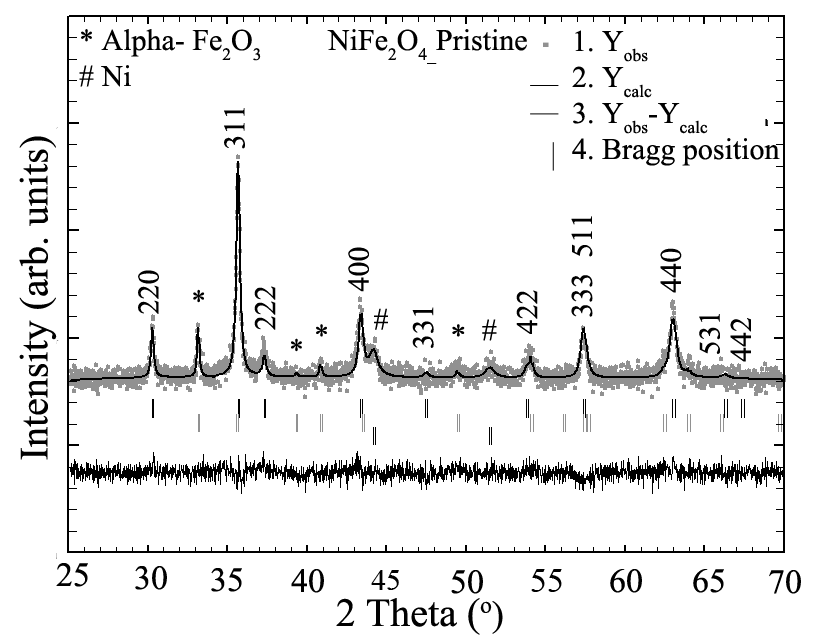 * Alpha- Fe2O3 NiFe2O4_Pristine 1. Yobs
# Ni 2. Ycalc
3. Yobs-Ycalc
4. Bragg position
311
220
*
222
*
*
400
#
331
*
#
422
333 511
440
531
442
Intensity (arb. units)
25 30 35 40 45 50 55 60 65 70
2 Theta (o)